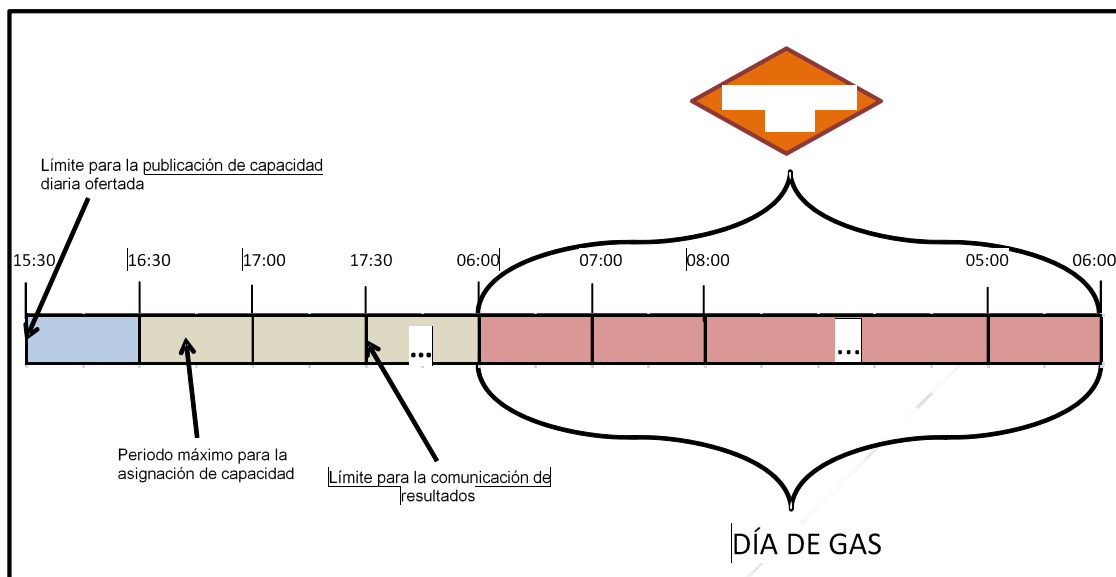 Límite para la publicación de capacidad
diaria ofertada
15:30 16:30 17:00 17:30 06:00 07:00 08:00 05:00 06:00
... ...
Periodo máximo para la
asignación de capacidad
Límite para la comunicación de
resultados
DÍA DE GAS